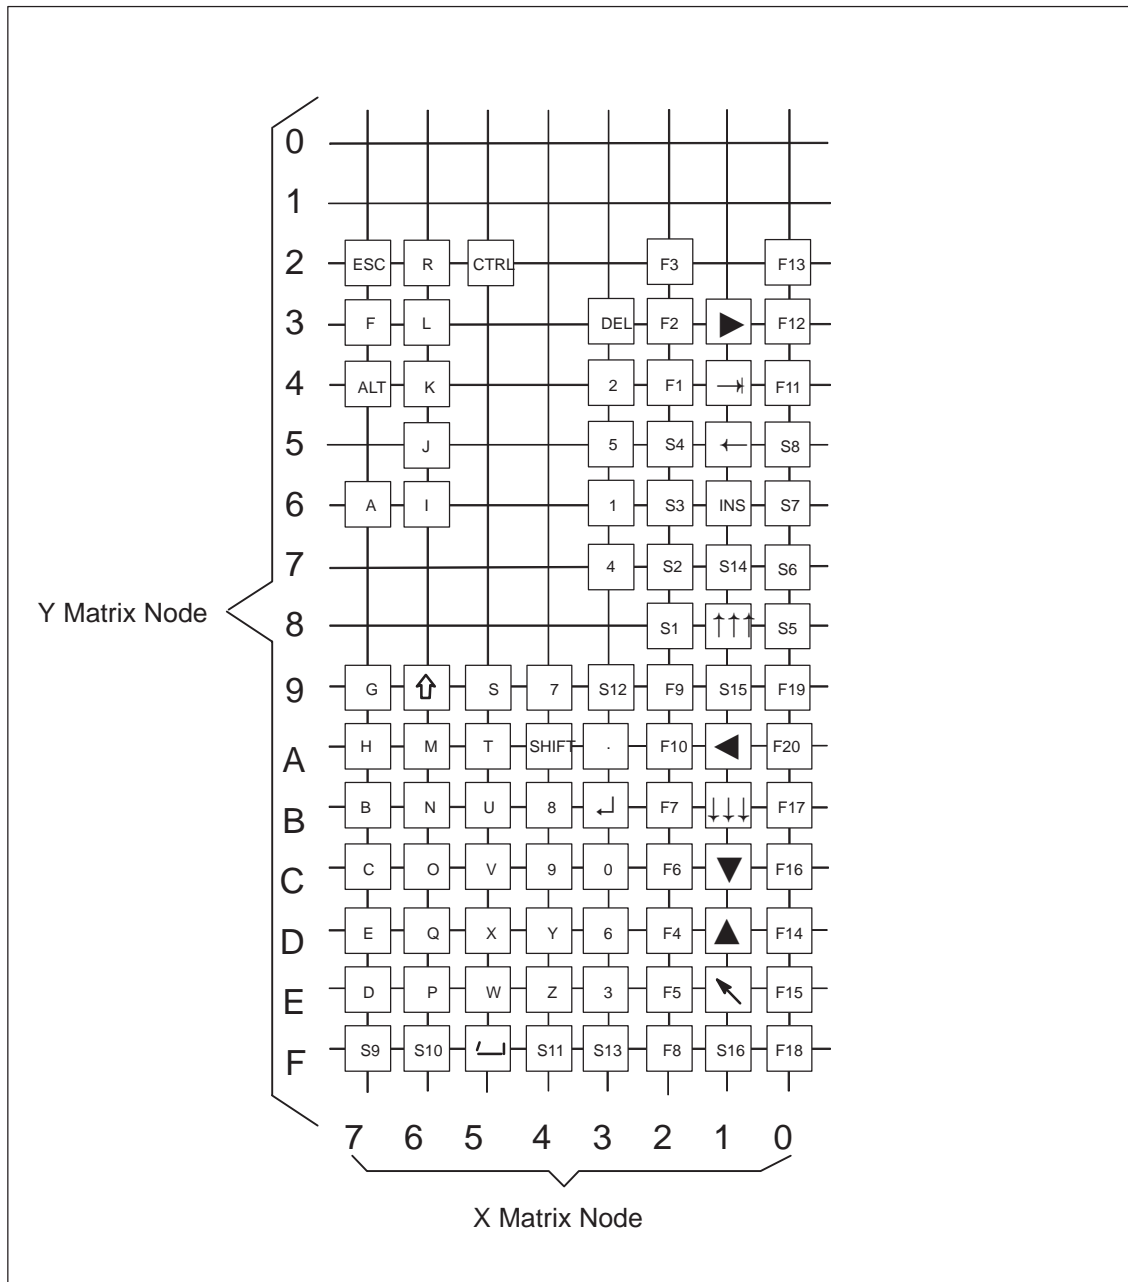 0
1
2 ESC R CTRL F3 F13
3 F L DEL F2 F12
4 ALT K 2 F1 F11
5 J 5 S4 S8
6 A I 1 S3 INS S7
7 4 S2 S14 S6
Y Matrix Node
8 S1 S5
9 G S 7 S12 F9 S15 F19
A H M T SHIFT . F10 F20
B B N U 8 F7 F17
C C O V 9 0 F6 F16
D E Q X Y 6 F4 F14
E D P W Z 3 F5 F15
F S9 S10 S11 S13 F8 S16 F18
7 6 5 4 3 2 1 0
X Matrix Node